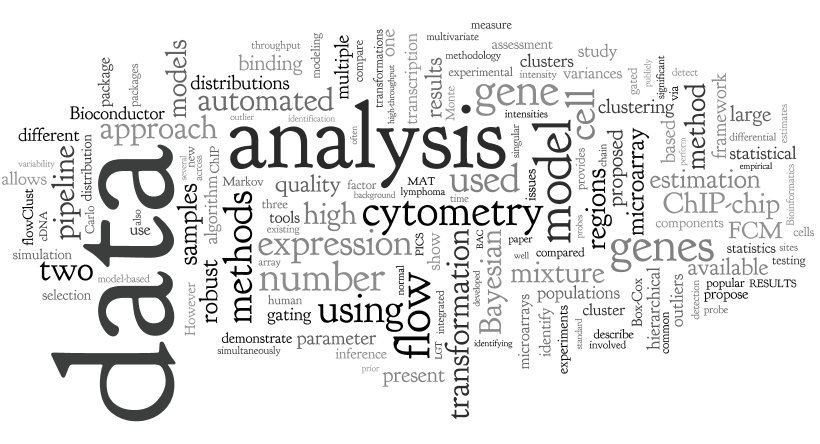 measure
multivariate
throughput
modeling
multiple
compare
transformations
high-throughput
one
transcription
results
methodology
assessment
clusters
study
experimental
intensity
variances
gated
publicly
significant
via
detect
method
framework
package
packages
models
binding
distributions
automated
Monte
gene
cell
clustering
large
Bioconductor
approach
outlier
identification
often
analysis
intensities
singular
based
perform
differential
estimates
different
variability
allows
pipeline
distribution
Carlo
several
new
across
algorithm
ChIP
Markov
quality
factor
background
MAT
lymphoma
used
time
issues
model
provides
chain
regions
proposed
microarray
statistical
empirical
estimation
Bioinformatics
flowClust
cDNA
data
also
use
samples
methods
three
tools
existing
high
cytometry
probes
ChIP-chip
components
FCM
cells
simulation
two
model-based
selection
However
robust
expression
array
number
human
gating
using
normal
PICS
show
flow
integrated
LGT
transformation
developed
BAC
Bayesian
paper
well
compared
mixture
genes
statistics
sites
testing
available
populations
popular
RESULTS
propose
probe
detection
outliers
hierarchical
common
Box-Cox
cluster
describe
involved
standard
experiments
identify
microarrays
identifying
demonstrate
simultaneously
parameter
inference
prior
present